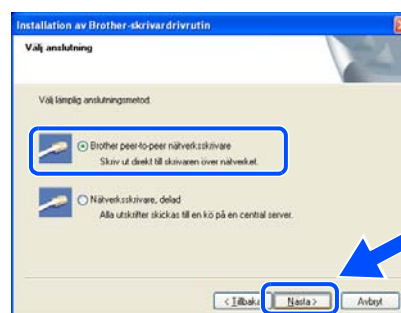 Installation av Brother-skrivardrivrutin
Välj anslutning
Välj lämplig anslutningsmetod.
Brother peer-to-peer nätverksskrivare
Skriv ut direkt till skrivaren över nätverket.
Nätverksskrivare, delad
Alla utskrifter skickas till en kö på en central server.
< Tillbaka Nästa > Avbryt